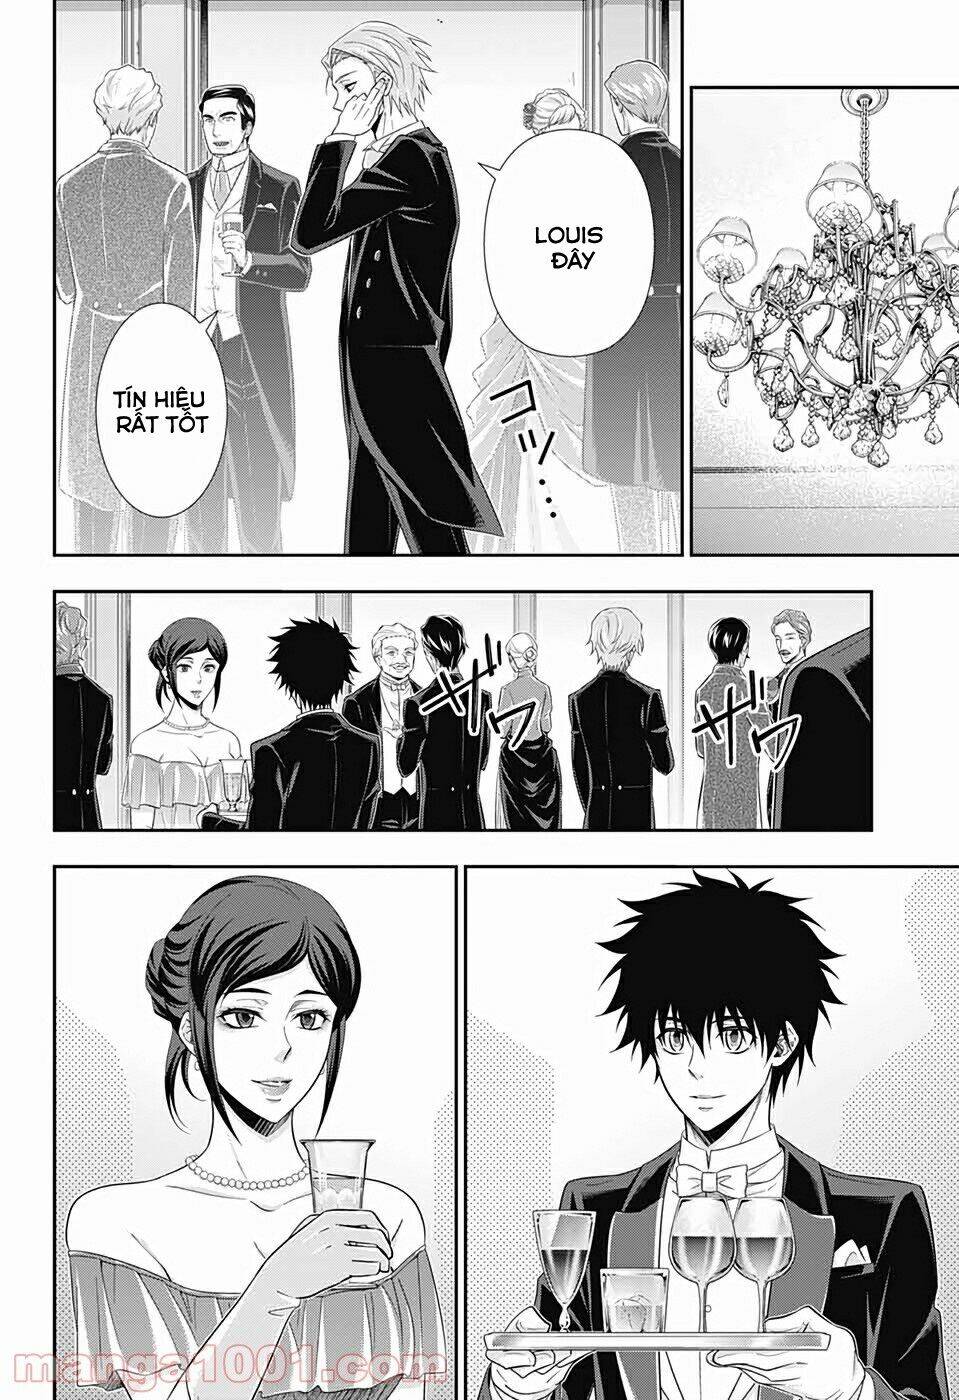 LOUIS
ĐÂY
TÍN HIỆU
RẤT TỐT
コツ…
ザワ
ザワ
manga1001.com